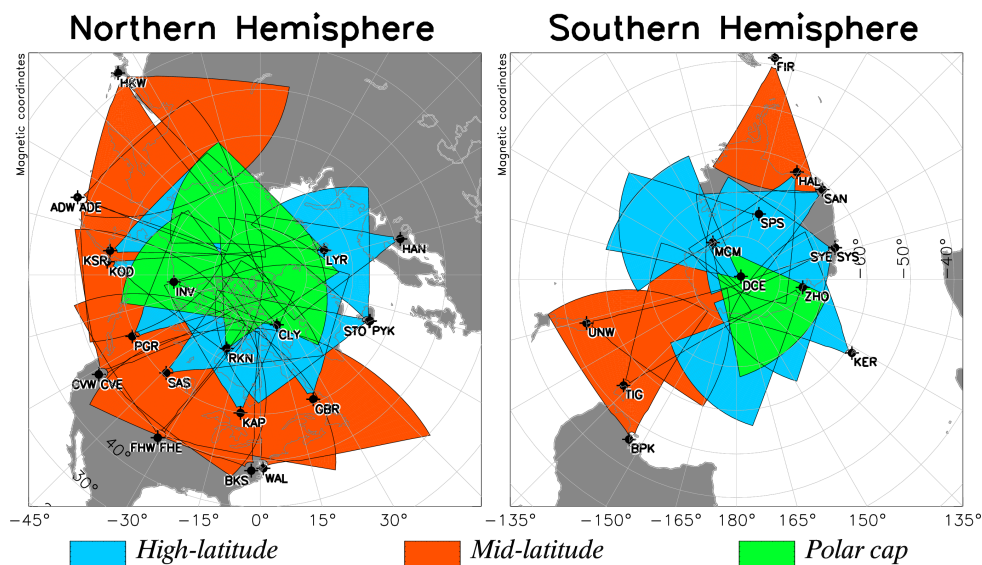 Northern Hemisphere
Southern Hemisphere
Magnetic coordinates
HKW
ADW ADE
KSR
KOD
INV
PGR
CVW CVE
SAS
FHW FHE
RKN
CLY
KAP
GBR
BKS
WAL
LYR
HAN
STO PYK
40°
30°
-45°
-30°
-15°
0°
15°
30°
Magnetic coordinates
FIR
HAL
SAN
SPS
MCM
SYE SYS
DCE
ZHO
UNW
TIG
BPK
KER
-60°
-50°
-40°
-135°
-150°
-165°
180°
165°
150°
135°
High-latitude
Mid-latitude
Polar cap